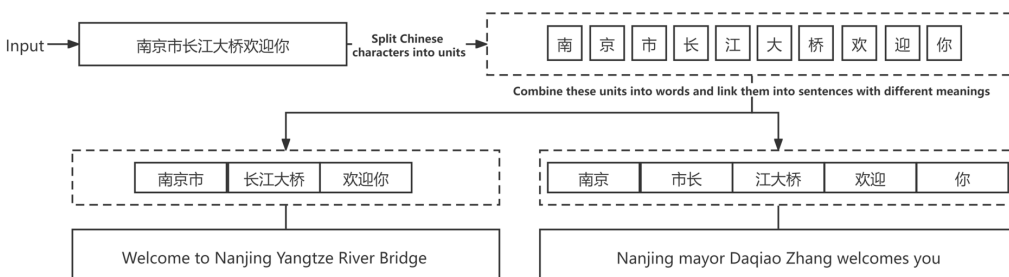 Input
南京市长江大桥欢迎你
Split Chinese
characters into units
南 京 市 长 江 大 桥 欢 迎 你
Combine these units into words and link them into sentences with different meanings
南京市 长江大桥 欢迎你
南京 市长 江大桥 欢迎 你
Welcome to Nanjing Yangtze River Bridge
Nanjing mayor Daqiao Zhang welcomes you